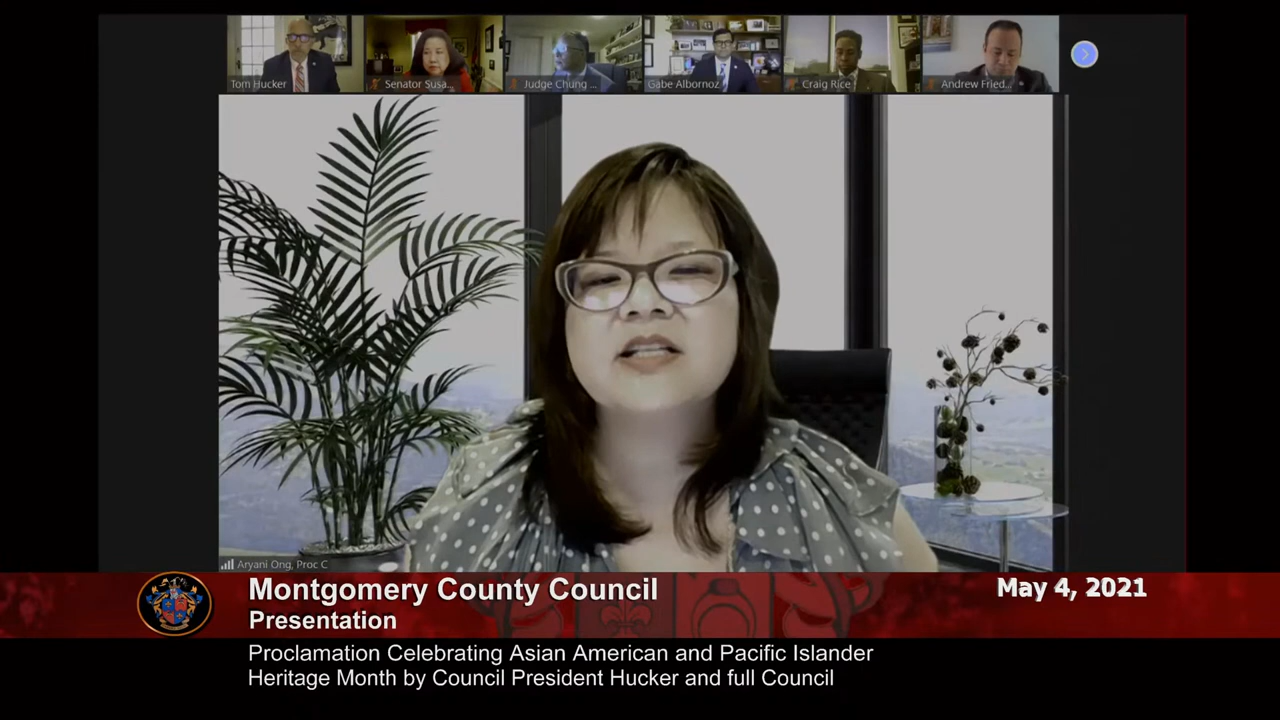 Tom Hucker
Senator Susa...
Judge Chung ...
Gabe Albornoz
Craig Rice
Andrew Fried...
Aryani Ong, Proc C
Montgomery County Council
May 4, 2021
Presentation
Proclamation Celebrating Asian American and Pacific Islander
Heritage Month by Council President Hucker and full Council